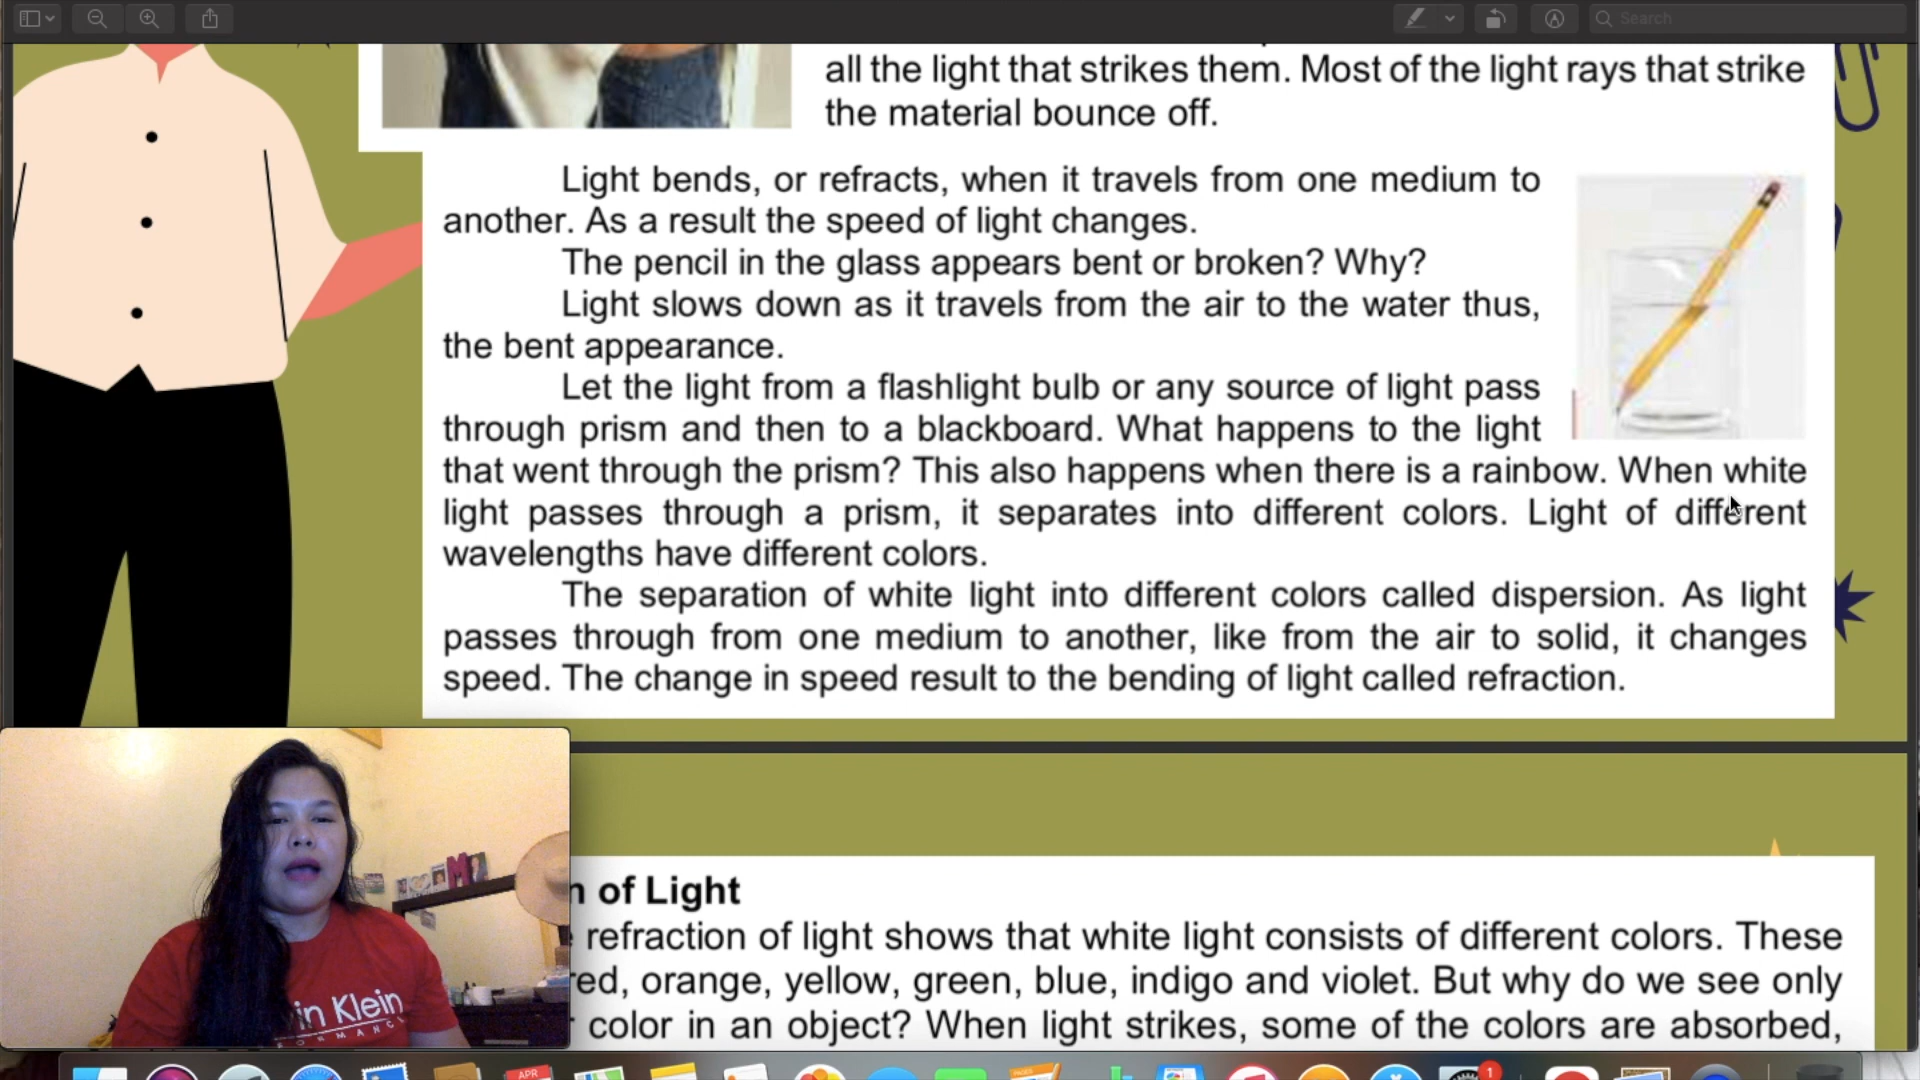 Search
all the light that strikes them. Most of the light rays that strike
the material bounce off.
Light bends, or refracts, when it travels from one medium to
another. As a result the speed of light changes.
The pencil in the glass appears bent or broken? Why?
Light slows down as it travels from the air to the water thus,
the bent appearance.
Let the light from a flashlight bulb or any source of light pass
through prism and then to a blackboard. What happens to the light
that went through the prism? This also happens when there is a rainbow. When white
light passes through a prism, it separates into different colors. Light of different
wavelengths have different colors.
The separation of white light into different colors called dispersion. As light
passes through from one medium to another, like from the air to solid, it changes
speed. The change in speed result to the bending of light called refraction.
of Light
refraction of light shows that white light consists of different colors. These
red, orange, yellow, green, blue, indigo and violet. But why do we see only
color in an object? When light strikes, some of the colors are absorbed,
in Klein
APR
1